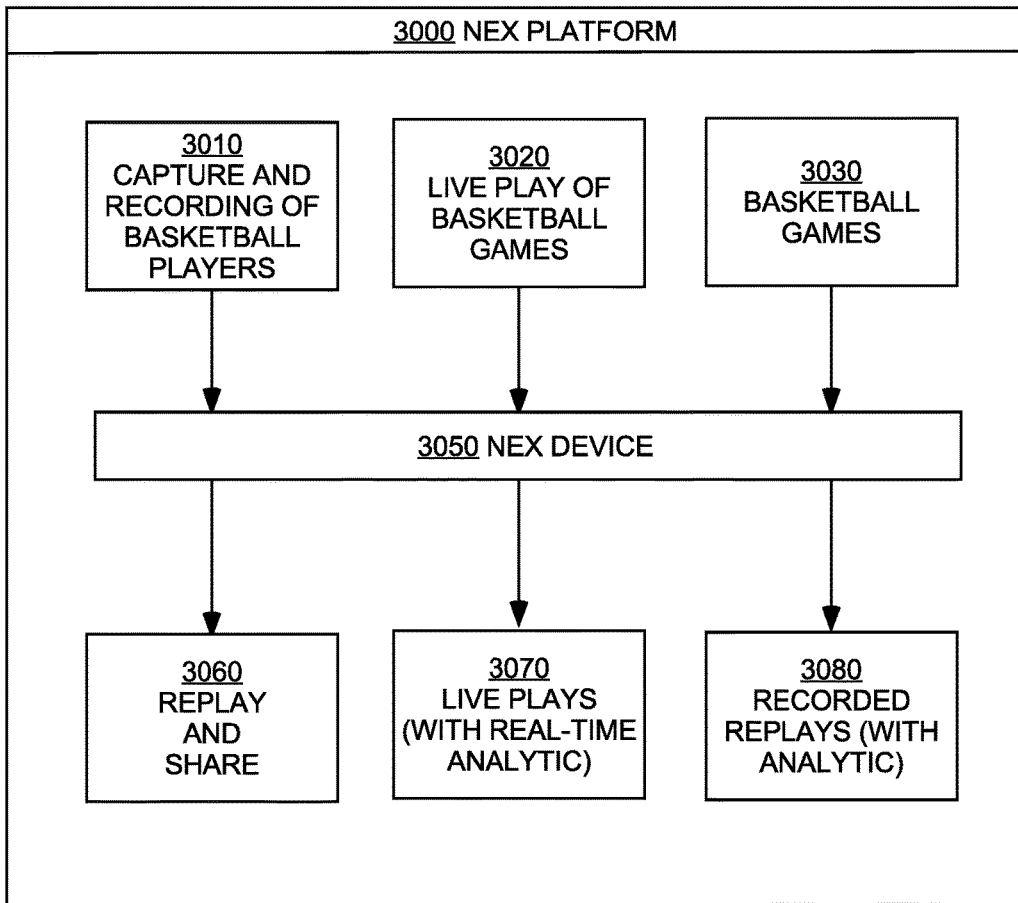 3000 NEX PLATFORM
3010
CAPTURE AND
RECORDING OF
BASKETBALL
PLAYERS
3020
LIVE PLAY OF
BASKETBALL
GAMES
3030
BASKETBALL
GAMES
3050 NEX DEVICE
3060
REPLAY
AND
SHARE
3070
LIVE PLAYS
(WITH REAL-TIME
ANALYTIC)
3080
RECORDED
REPLAYS (WITH
ANALYTIC)